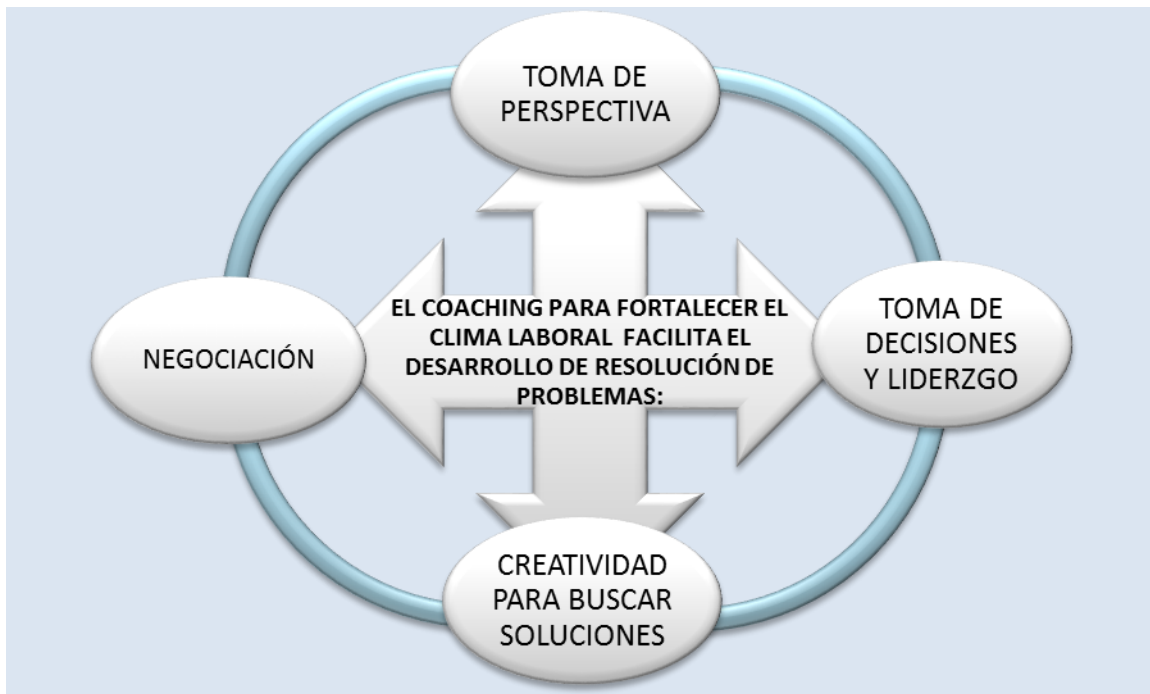 TOMA DE
PERSPECTIVA
NEGOCIACIÓN
EL COACHING PARA FORTALECER EL
CLIMA LABORAL FACILITA EL
DESARROLLO DE RESOLUCIÓN DE
PROBLEMAS:
TOMA DE
DECISIONES
Y LIDERZGO
CREATIVIDAD
PARA BUSCAR
SOLUCIONES